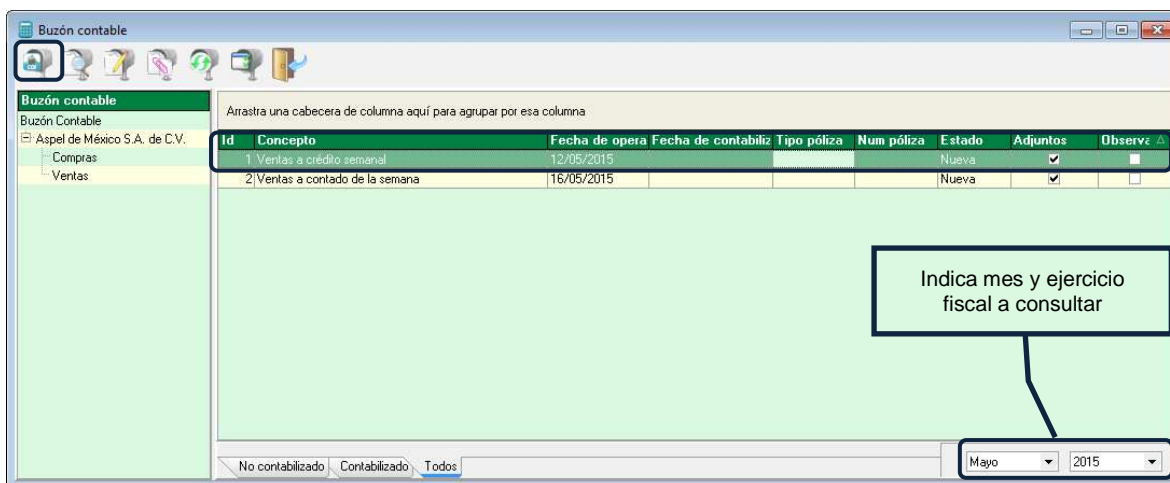 Buzón contable
Buzón contable
Buzón Contable
Aspel de México S.A. de C.V.
Compras
Ventas
Arrastra una cabecera de columna aquí para agrupar por esa columna
Id Concepto Fecha de opera Fecha de contabiliz Tipo póliza Num póliza Estado Adjuntos Observa
1 Ventas a crédito semanal 12/05/2015 Nueva
2 Ventas a contado de la semana 16/05/2015 Nueva
Indica mes y ejercicio
fiscal a consultar
No contabilizado Contabilizado Todos
Mayo 2015